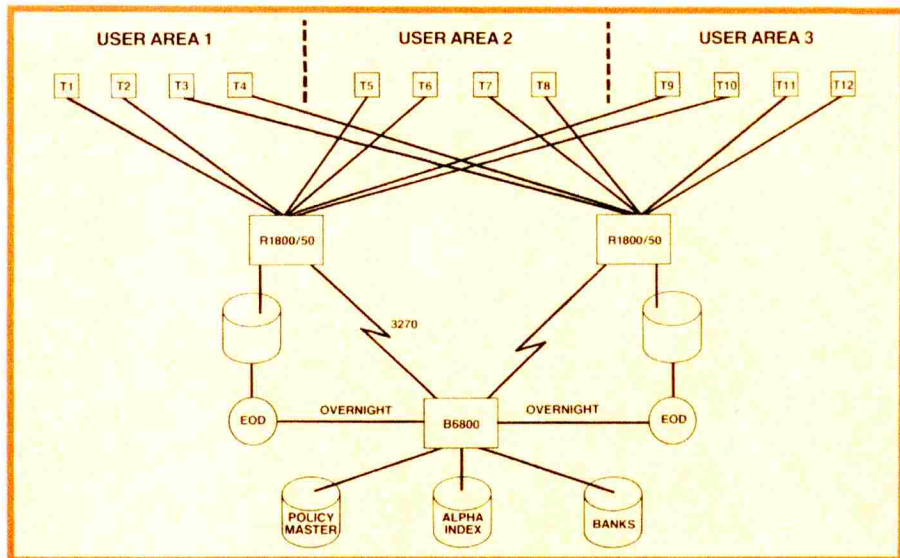 USER AREA 1 USER AREA 2 USER AREA 3
T1 T2 T3 T4 T5 T6 T7 T8 T9 T10 T11 T12
R1800/50 R1800/50
3270
EOD OVERNIGHT B6800 OVERNIGHT EOD
POLICY MASTER
ALPHA INDEX
BANKS